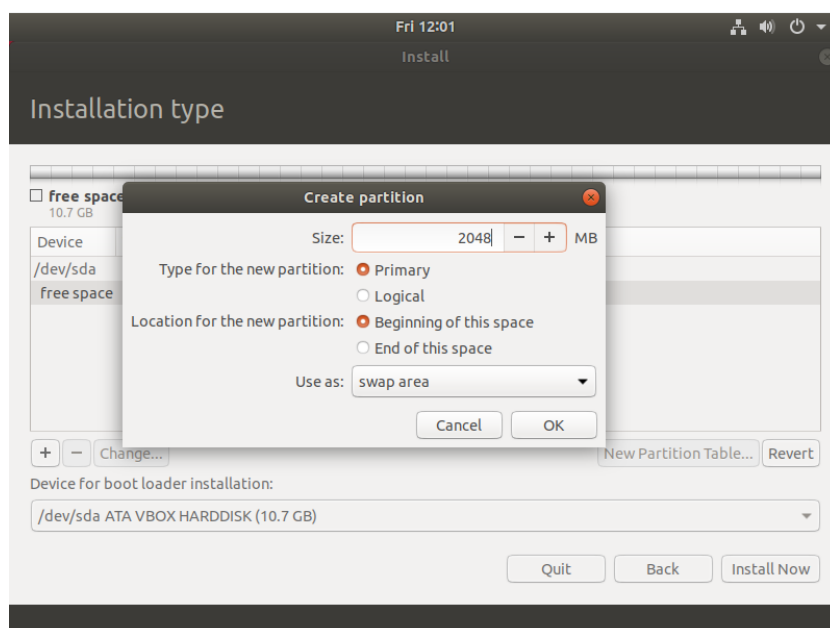 Fri 12:01
Install
Installation type
free space
10.7 GB
Create partition
Device
Size: 2048 − + MB
/dev/sda
Type for the new partition: Primary
free space
Logical
Location for the new partition: Beginning of this space
End of this space
Use as: swap area
Cancel OK
+ − Change... New Partition Table... Revert
Device for boot loader installation:
/dev/sda ATA VBOX HARDDISK (10.7 GB)
Quit Back Install Now